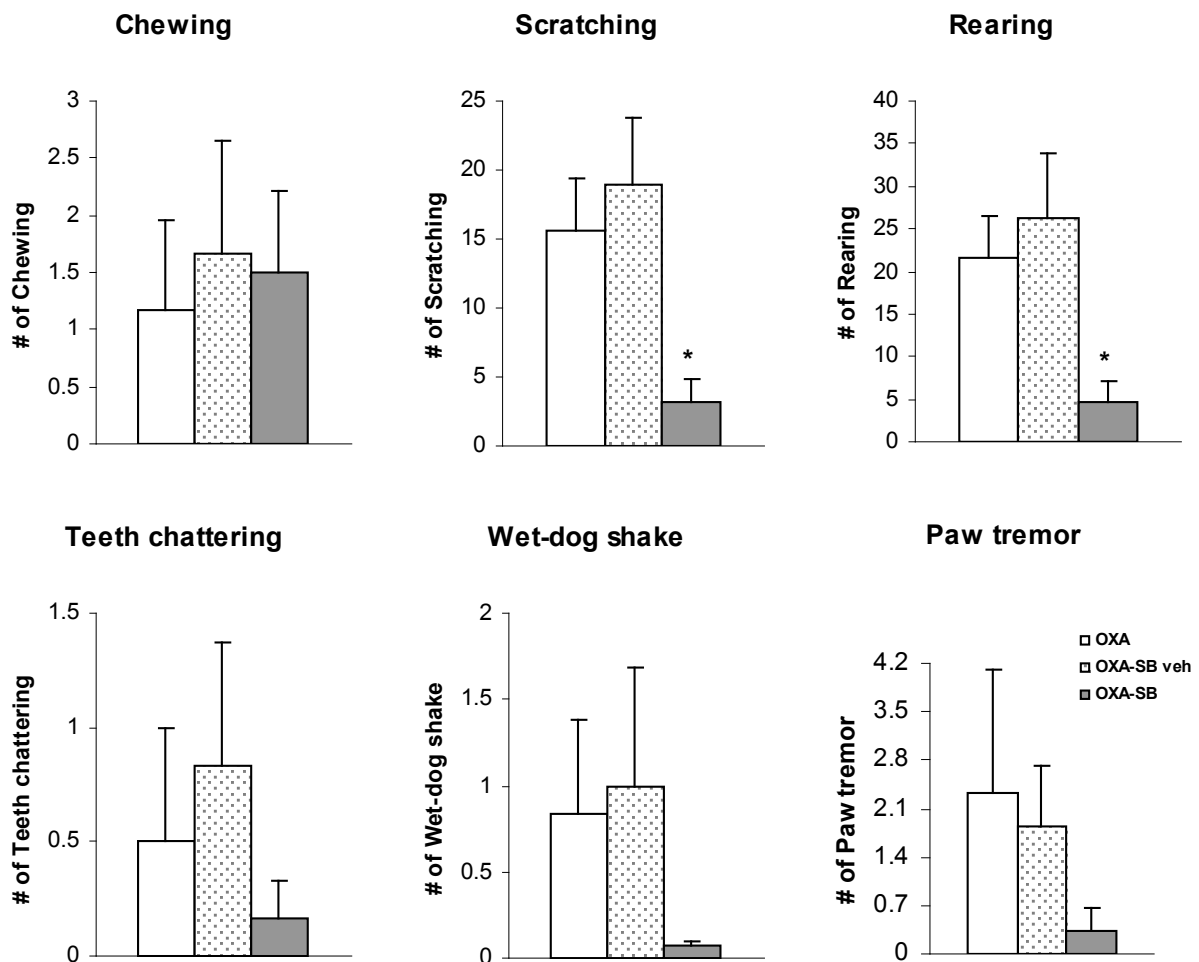 Chewing
# of Chewing
3
2.5
2
1.5
1
0.5
0
Scratching
# of Scratching
25
20
15
10
5
0
*
Rearing
# of Rearing
40
35
30
25
20
15
10
5
0
*
Teeth chattering
# of Teeth chattering
1.5
1
0.5
0
Wet-dog shake
# of Wet-dog shake
2
1.5
1
0.5
0
Paw tremor
# of Paw tremor
4.2
3.5
2.8
2.1
1.4
0.7
0
OXA
OXA-SB veh
OXA-SB